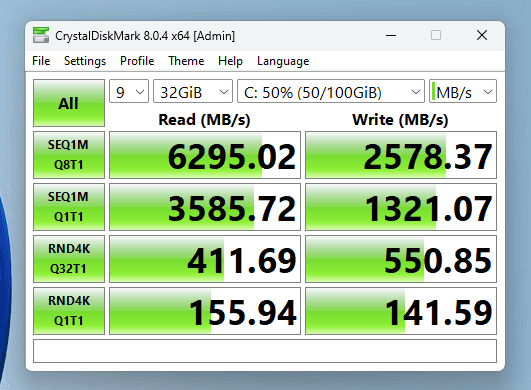 CrystalDiskMark 8.0.4 x64 [Admin]
File Settings Profile Theme Help Language
All 9 32GiB C: 50% (50/100GiB) MB/s
Read (MB/s) Write (MB/s)
SEQ1M
Q8T1 6295.02 2578.37
SEQ1M
Q1T1 3585.72 1321.07
RND4K
Q32T1 411.69 550.85
RND4K
Q1T1 155.94 141.59